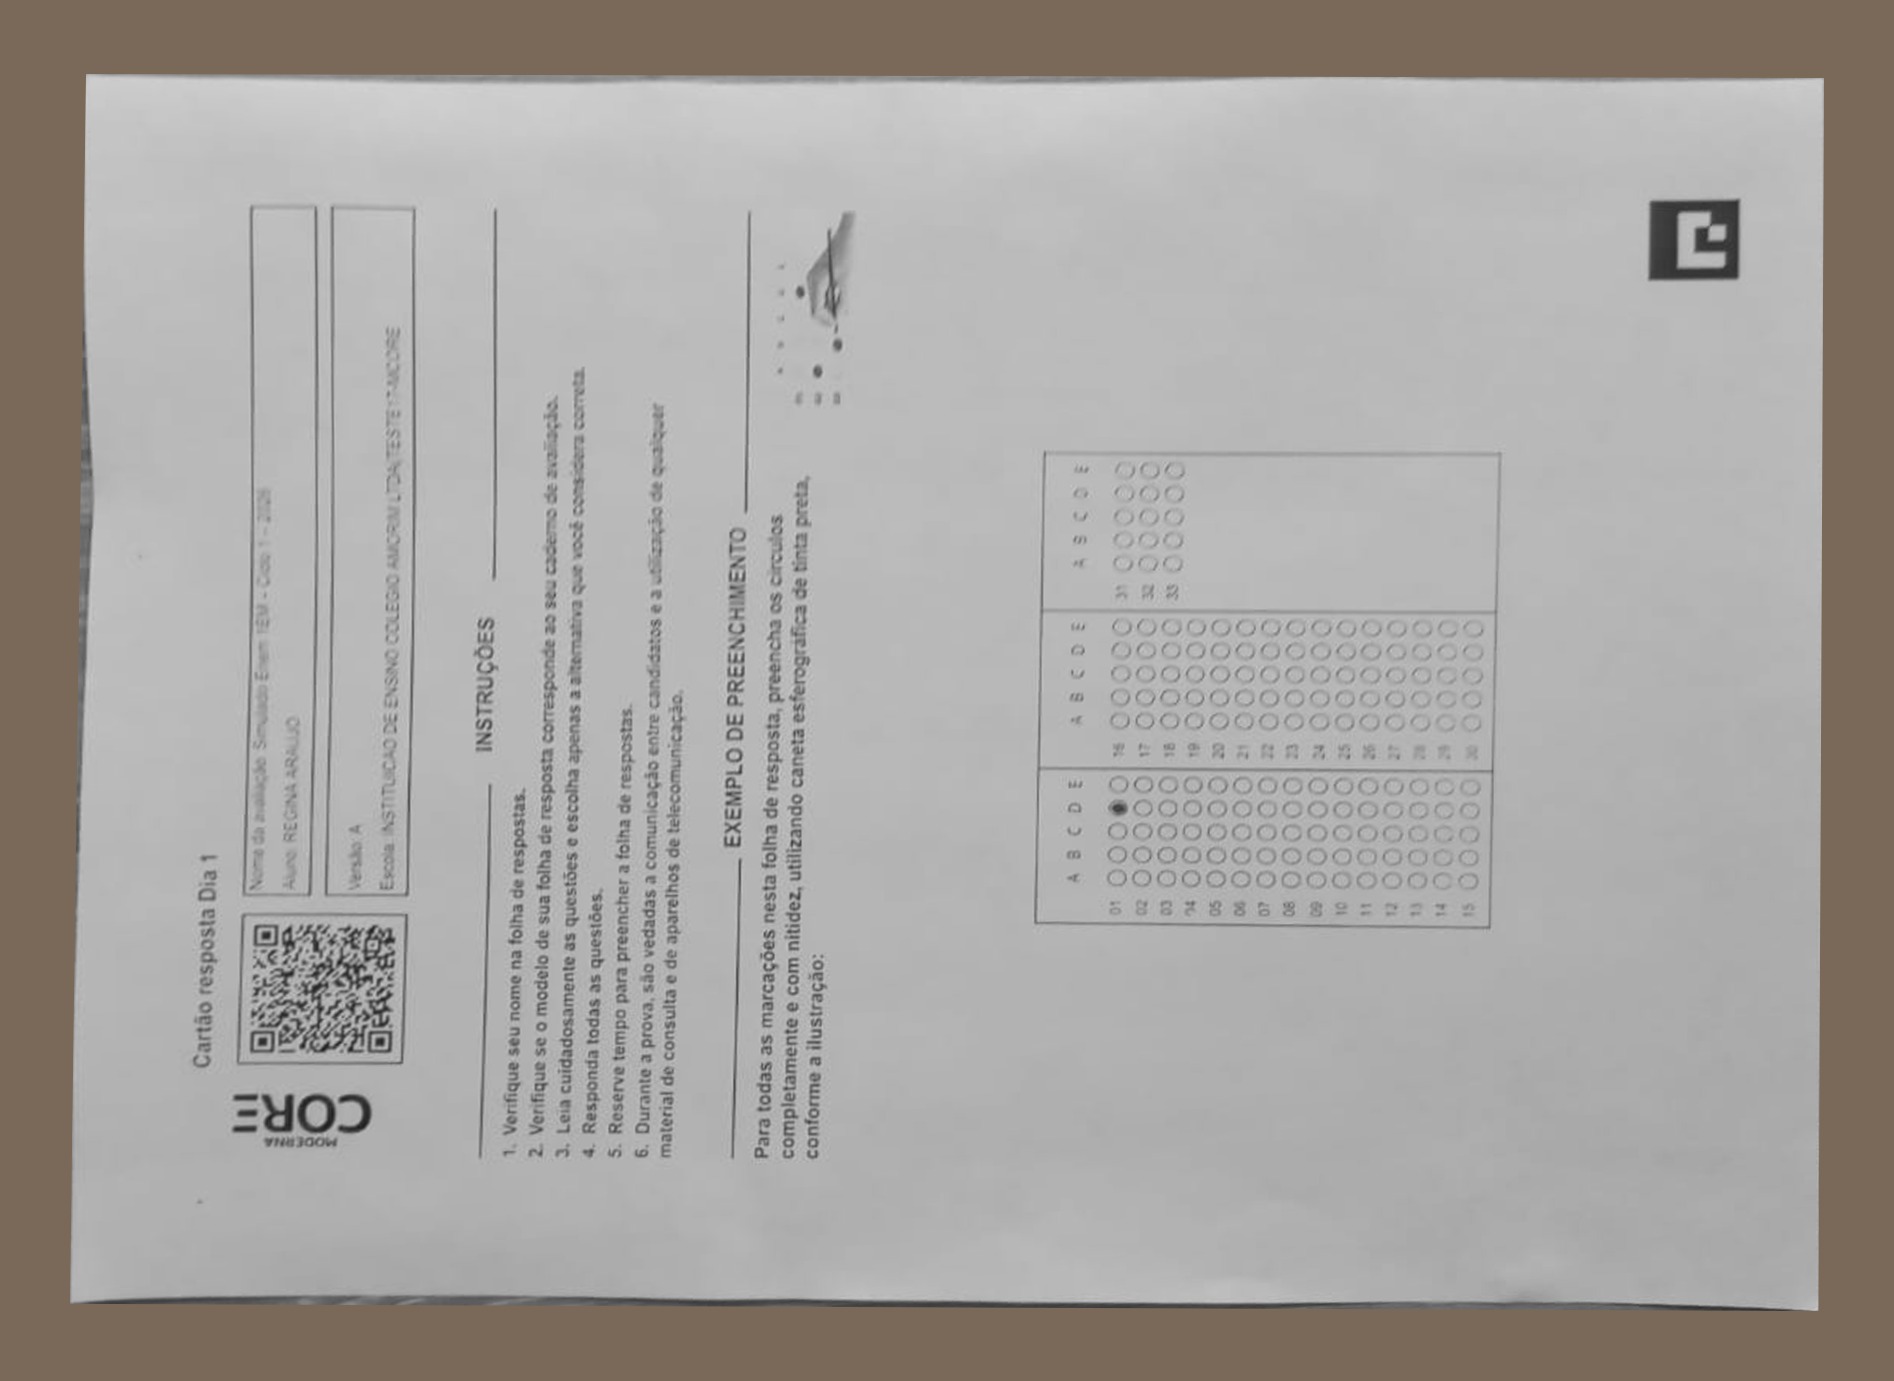 Cartão resposta Dia 1
MODERNA
CORE
Nome da avaliação: Simulado Enem 1EM - Ciclo 1 - 2026
Aluno: REGINA ARAUJO
Versão: A
Escola: INSTITUICAO DE ENSINO COLEGIO AMORIM LTDA|TESTE17-MCORE
INSTRUÇÕES
1. Verifique seu nome na folha de respostas.
2. Verifique se o modelo de sua folha de resposta corresponde ao seu caderno de avaliação.
3. Leia cuidadosamente as questões e escolha apenas a alternativa que você considera correta.
4. Responda todas as questões.
5. Reserve tempo para preencher a folha de respostas.
6. Durante a prova, são vedadas a comunicação entre candidatos e a utilização de qualquer
material de consulta e de aparelhos de telecomunicação.
EXEMPLO DE PREENCHIMENTO
Para todas as marcações nesta folha de resposta, preencha os círculos
completamente e com nitidez, utilizando caneta esferográfica de tinta preta,
conforme a ilustração:
A B C D E
01
02
03
04
05
06
07
08
09
10
11
12
13
14
15
A B C D E
16
17
18
19
20
21
22
23
24
25
26
27
28
29
30
A B C D E
31
32
33